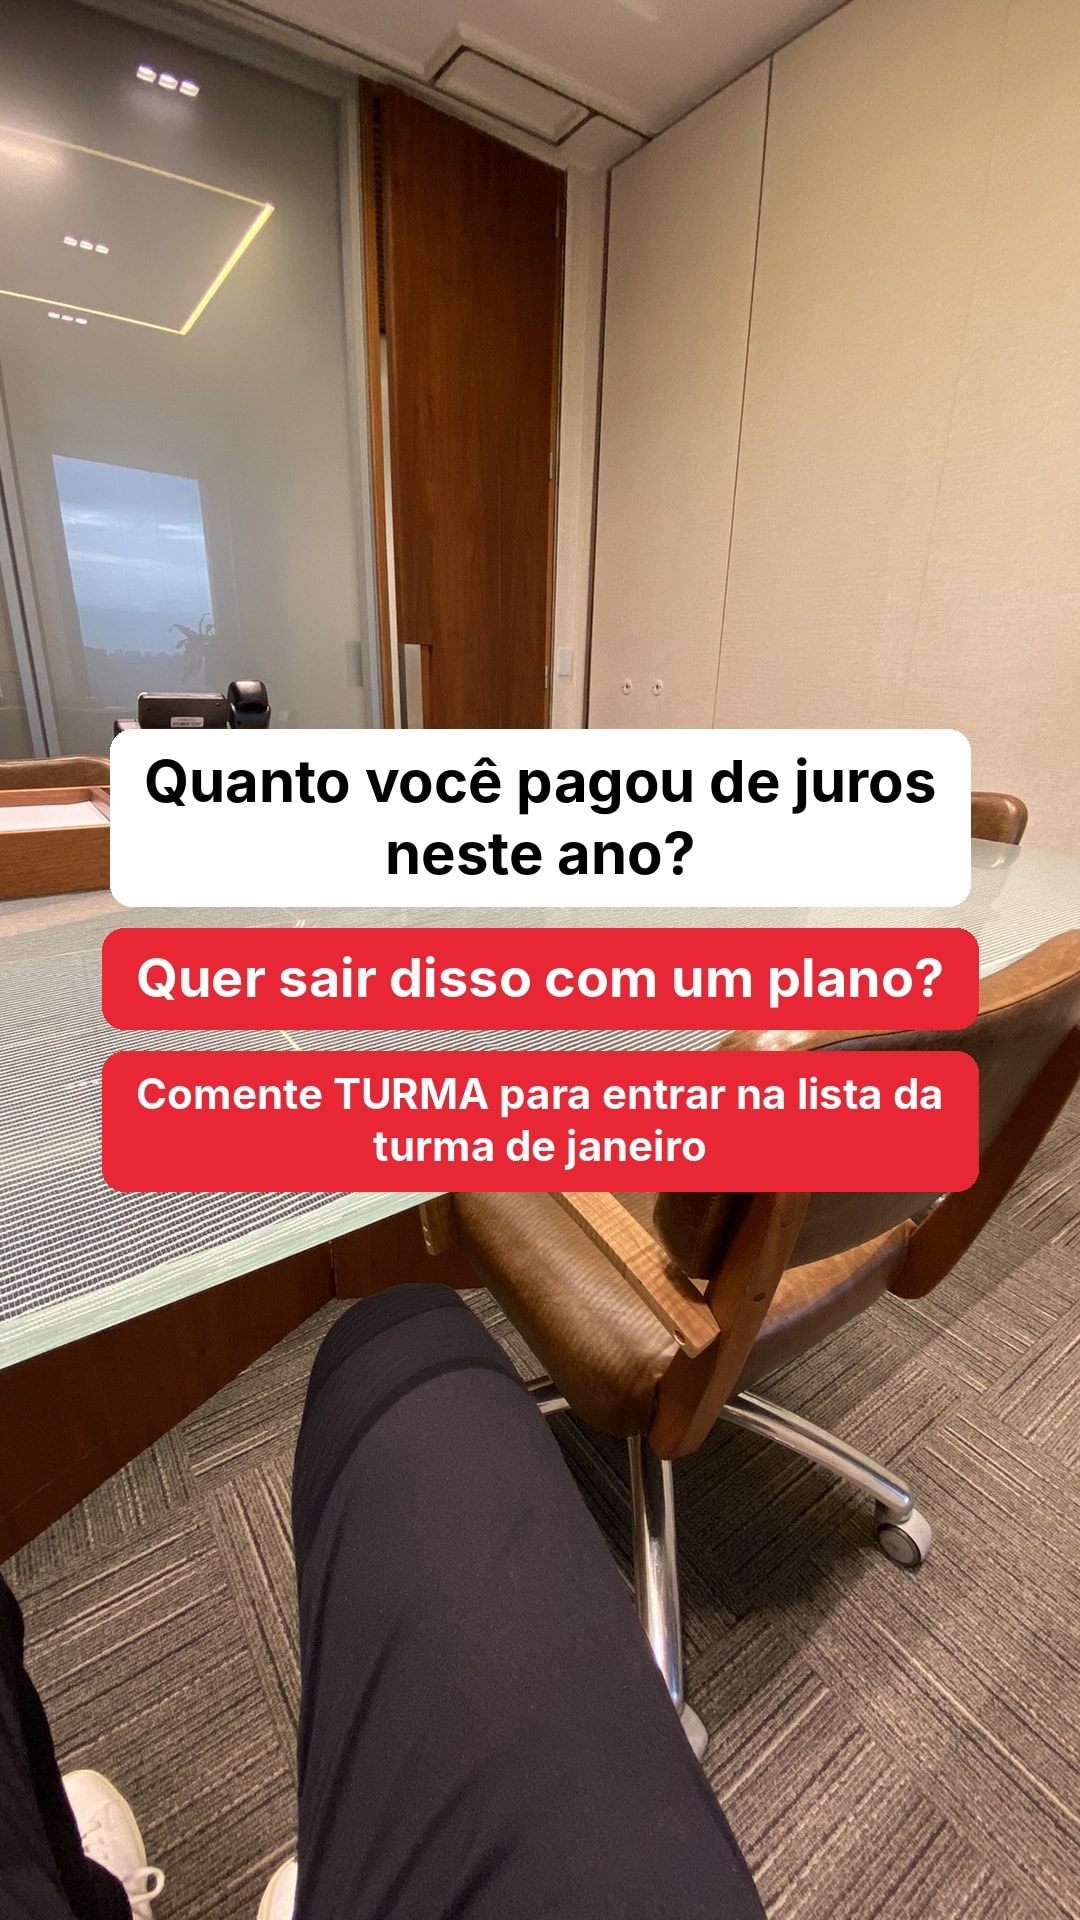 Quanto você pagou de juros
neste ano?
Quer sair disso com um plano?
Comente TURMA para entrar na lista da
turma de janeiro